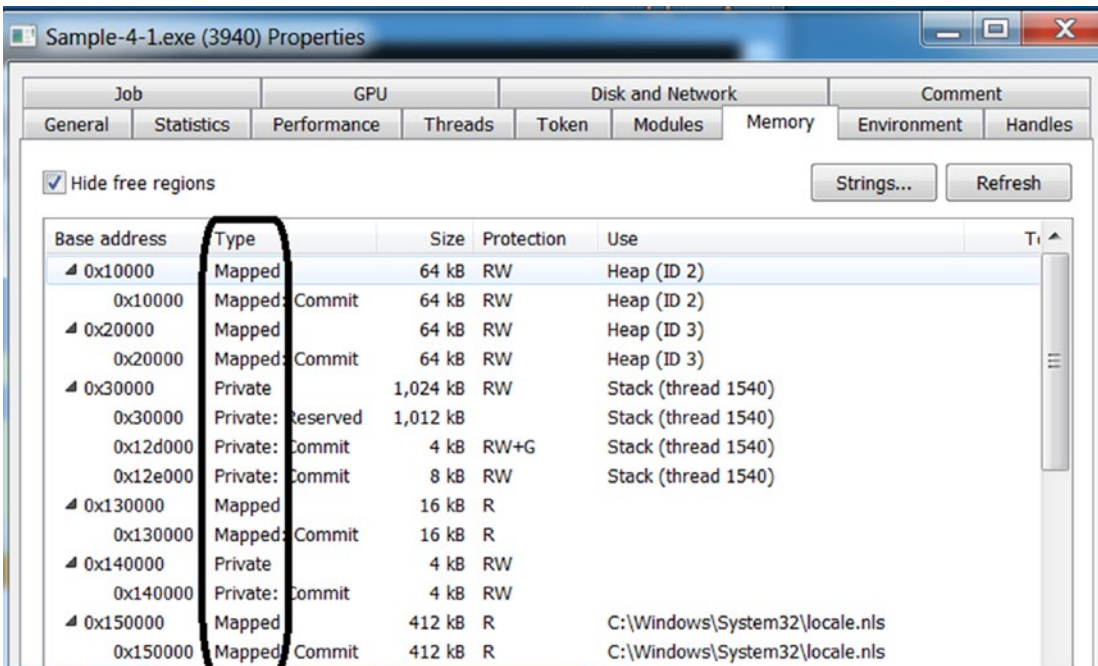 Sample-4-1.exe (3940) Properties
Job GPU Disk and Network Comment
General Statistics Performance Threads Token Modules Memory Environment Handles
Hide free regions Strings... Refresh
Base address Type Size Protection Use
0x10000 Mapped 64 kB RW Heap (ID 2)
0x10000 Mapped: Commit 64 kB RW Heap (ID 2)
0x20000 Mapped 64 kB RW Heap (ID 3)
0x20000 Mapped: Commit 64 kB RW Heap (ID 3)
0x30000 Private 1,024 kB RW Stack (thread 1540)
0x30000 Private: Reserved 1,012 kB Stack (thread 1540)
0x12d000 Private: Commit 4 kB RW+G Stack (thread 1540)
0x12e000 Private: Commit 8 kB RW Stack (thread 1540)
0x130000 Mapped 16 kB R
0x130000 Mapped: Commit 16 kB R
0x140000 Private 4 kB RW
0x140000 Private: Commit 4 kB RW
0x150000 Mapped 412 kB R C:\Windows\System32\locale.nls
0x150000 Mapped: Commit 412 kB R C:\Windows\System32\locale.nls